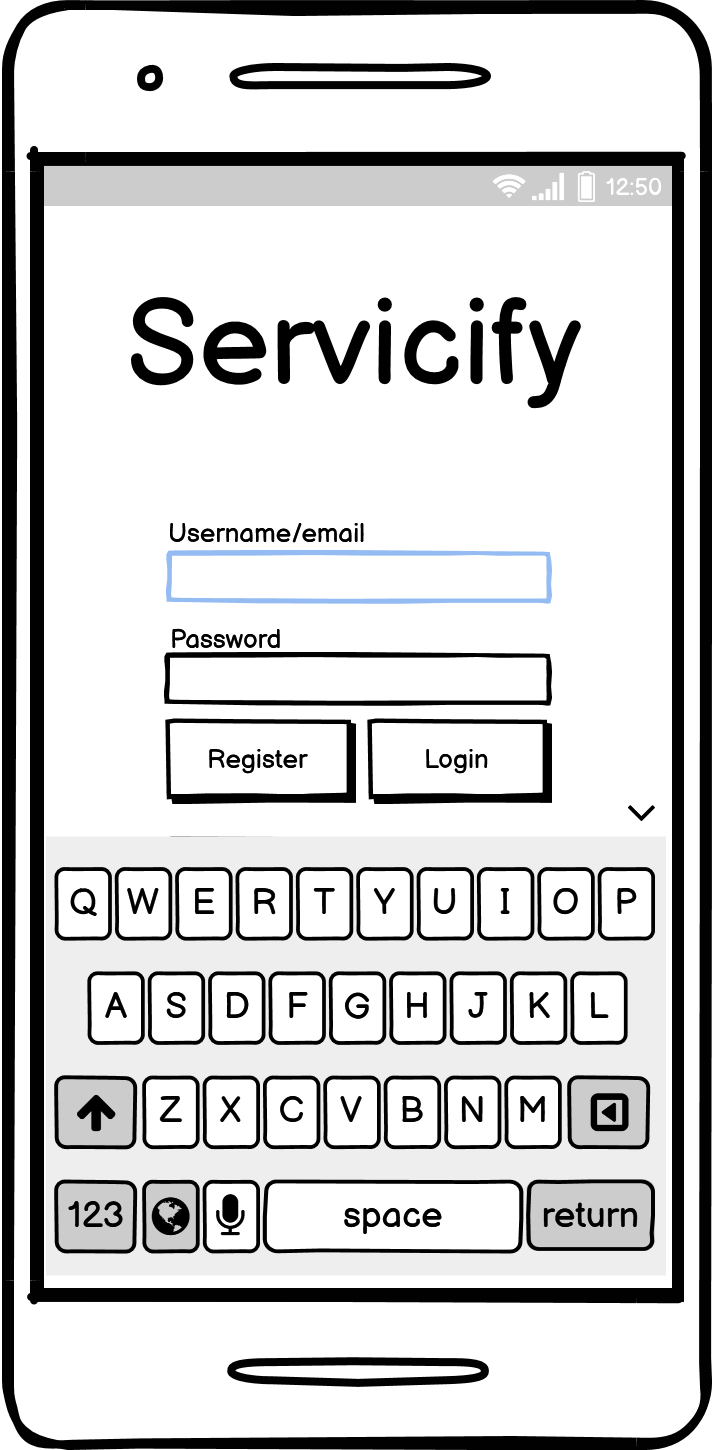 12:50
Servicify
Username/email
Password
Register Login
Q W E R T Y U I O P
A S D F G H J K L
Z X C V B N M
123 space return